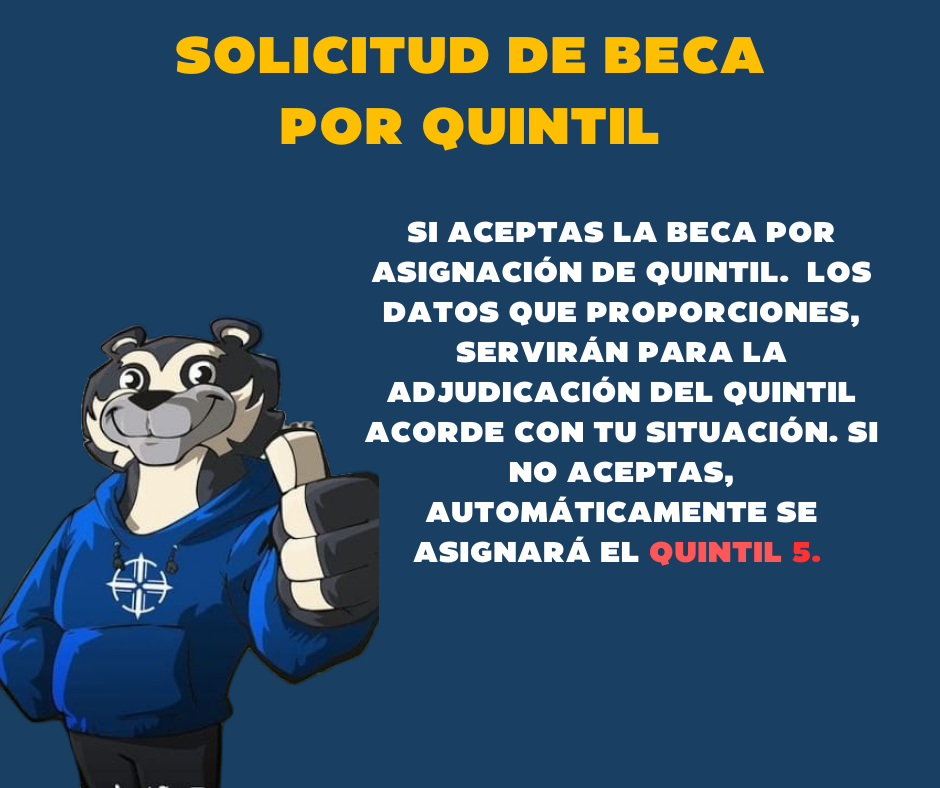 SOLICITUD DE BECA
POR QUINTIL
SI ACEPTAS LA BECA POR
ASIGNACIÓN DE QUINTIL. LOS
DATOS QUE PROPORCIONES,
SERVIRÁN PARA LA
ADJUDICACIÓN DEL QUINTIL
ACORDE CON TU SITUACIÓN. SI
NO ACEPTAS,
AUTOMÁTICAMENTE SE
ASIGNARÁ EL QUINTIL 5.